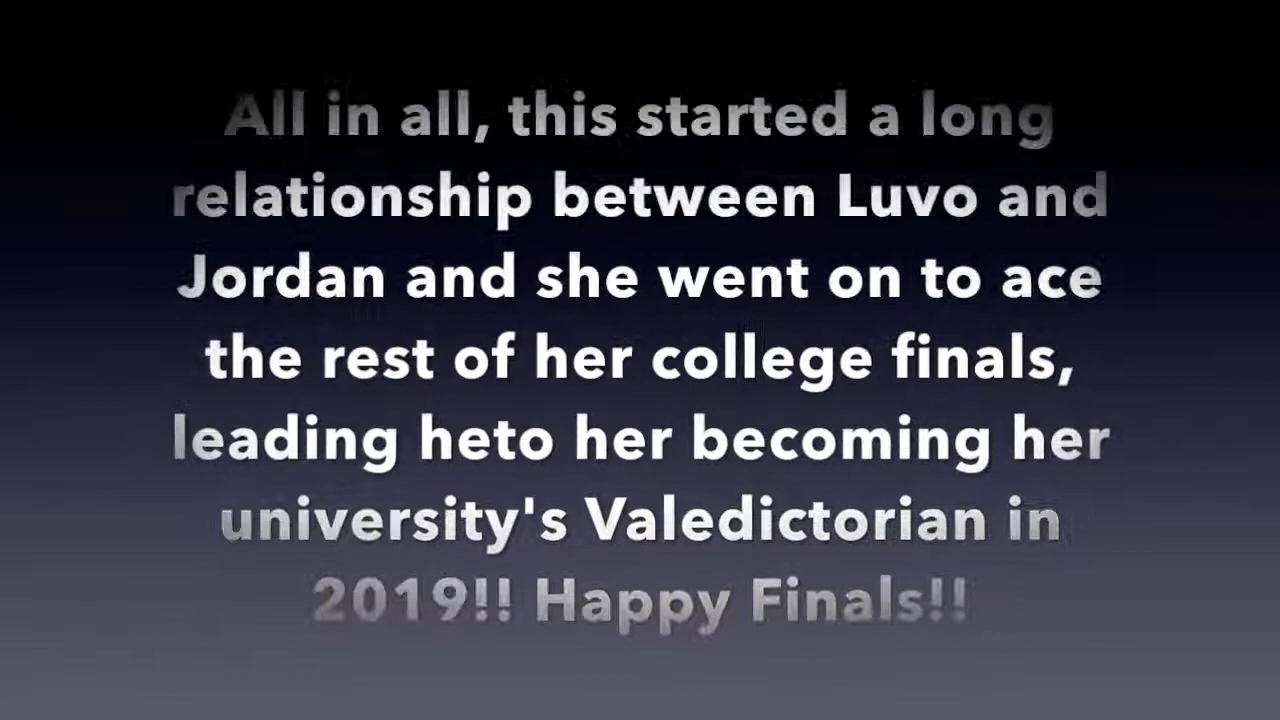 All in all, this started a long
relationship between Luvo and
Jordan and she went on to ace
the rest of her college finals,
leading heto her becoming her
university's Valedictorian in
2019!! Happy Finals!!